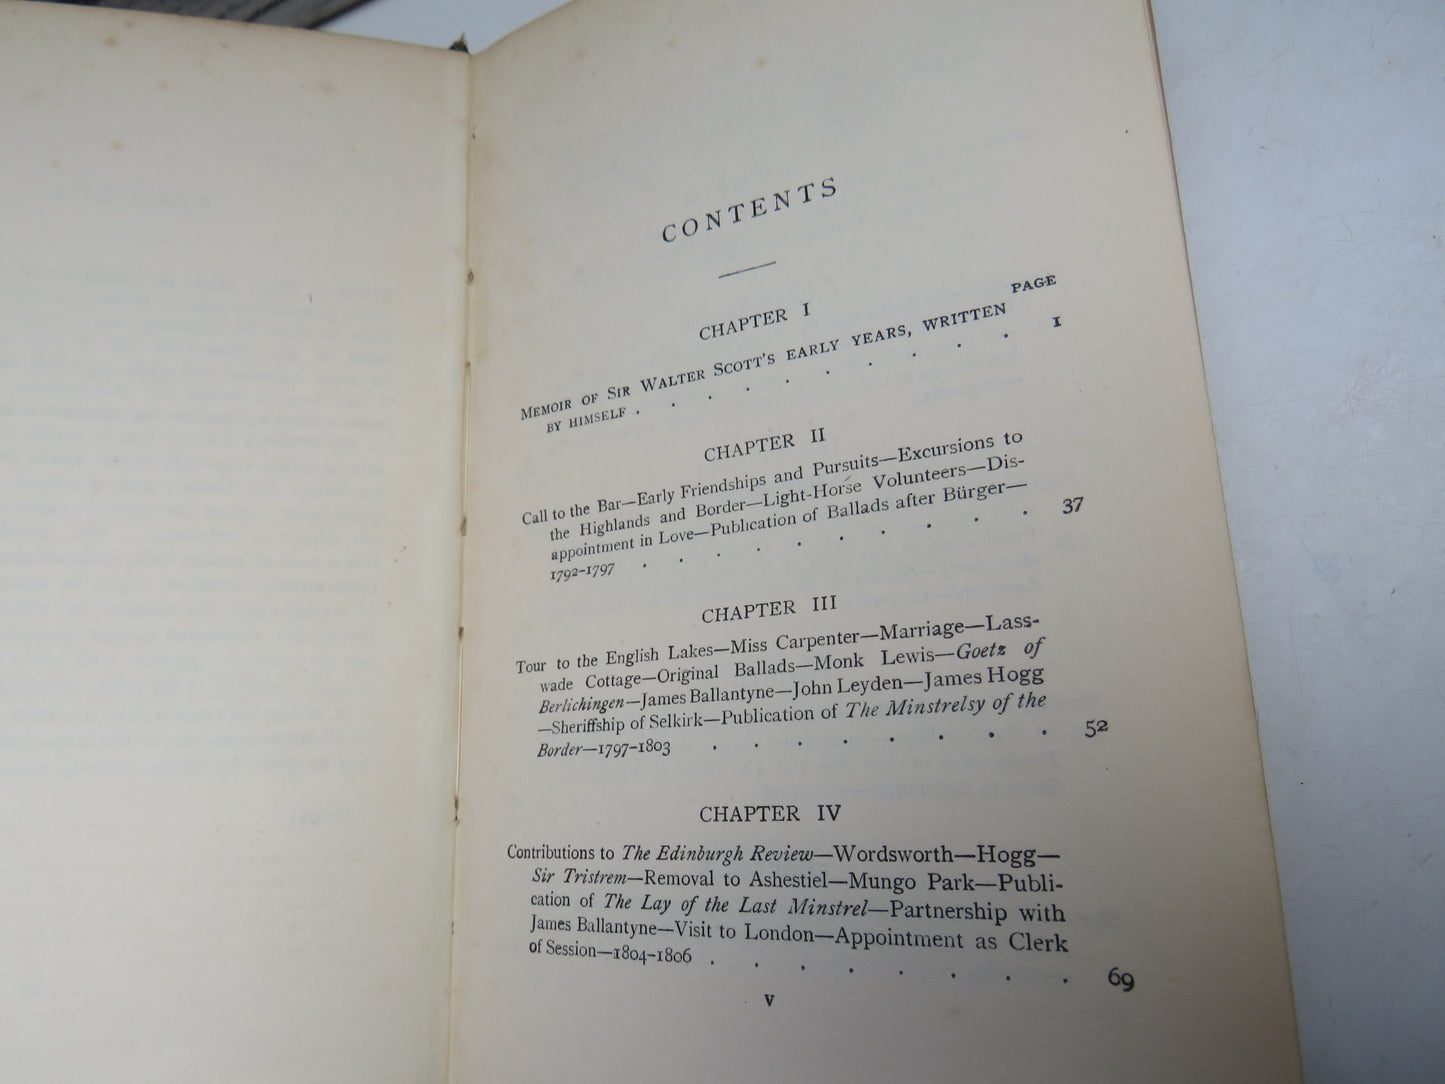 CONTENTS
CHAPTER I
PAGE
MEMOIR OF SIR WALTER SCOTT'S EARLY YEARS, WRITTEN
BY HIMSELF . . . . . . . . . 1
CHAPTER II
Call to the Bar—Early Friendships and Pursuits—Excursions to
the Highlands and Border—Light-Horse Volunteers—Dis-
appointment in Love—Publication of Ballads after Bürger—
1792-1797 . . . . . . . . . 37
CHAPTER III
Tour to the English Lakes—Miss Carpenter—Marriage—Lass-
wade Cottage—Original Ballads—Monk Lewis—Goetz of
Berlichingen—James Ballantyne—John Leyden—James Hogg
—Sheriffship of Selkirk—Publication of The Minstrelsy of the
Border—1797-1803 . . . . . . . . 52
CHAPTER IV
Contributions to The Edinburgh Review—Wordsworth—Hogg—
Sir Tristrem—Removal to Ashestiel—Mungo Park—Publi-
cation of The Lay of the Last Minstrel—Partnership with
James Ballantyne—Visit to London—Appointment as Clerk
of Session—1804-1806 . . . . . . . . 69
v